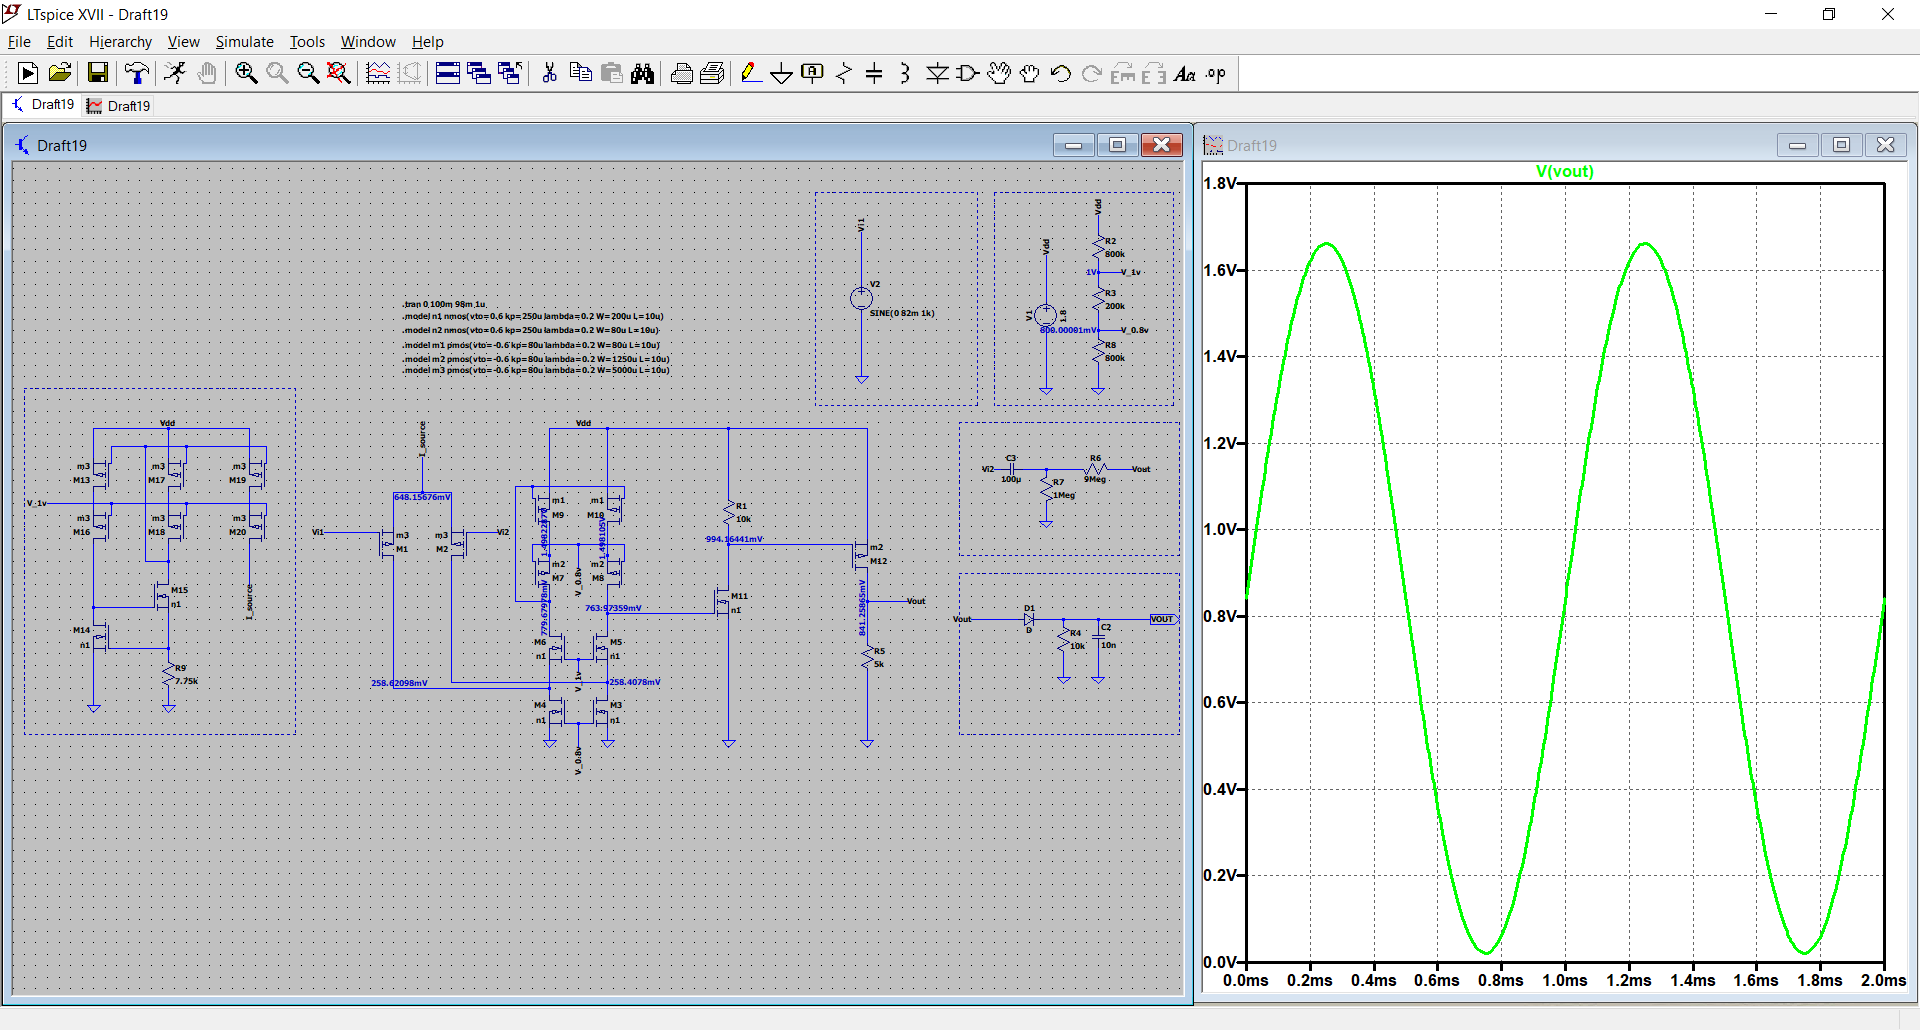 LTspice XVII - Draft19
File Edit Hierarchy View Simulate Tools Window Help
Draft19 Draft19
Draft19
.tran 0 100m 98m 1u
.model n1 nmos(vto=0.6 kp=250u lambda=0.2 W=200u L=10u)
.model n2 nmos(vto=0.6 kp=250u lambda=0.2 W=80u L=10u)
.model m1 pmos(vto=-0.6 kp=80u lambda=0.2 W=80u L=10u)
.model m2 pmos(vto=-0.6 kp=80u lambda=0.2 W=1250u L=10u)
.model m3 pmos(vto=-0.6 kp=80u lambda=0.2 W=5000u L=10u)
Vi1
V2
SINE(0 82m 1k)
Vdd
V1
1.8
Vdd
R2
800k
1V
V_1v
R3
200k
800.00001mV
V_0.8v
R8
800k
Vdd
m3
M13
m3
M17
m3
M19
V_1v
m3
M16
m3
M18
m3
M20
M15
n1
I_source
M14
n1
R9
7.75k
I_source
648.15676mV
Vi1
m3
M1
m3
M2
Vi2
258.62098mV
Vdd
m1
M9
m1
M10
m2
M7
m2
M8
V_0.8v
779.67978mV
763.97359mV
M6
n1
M5
n1
V_1v
258.4078mV
M4
n1
M3
n1
V_0.8v
R1
10k
994.16441mV
M11
n1
m2
M12
Vout
841.25865mV
R5
5k
Vi2
C3
100µ
R7
1Meg
R6
9Meg
Vout
Vout
D1
D
R4
10k
C2
10n
VOUT
Draft19
V(vout)
1.8V
1.6V
1.4V
1.2V
1.0V
0.8V
0.6V
0.4V
0.2V
0.0V
0.0ms 0.2ms 0.4ms 0.6ms 0.8ms 1.0ms 1.2ms 1.4ms 1.6ms 1.8ms 2.0ms